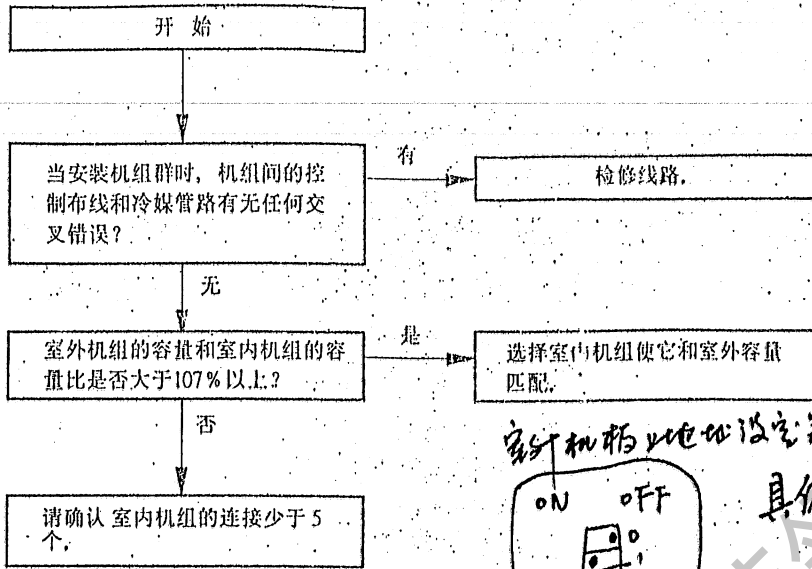 开 始
当安装机组群时，机组间的控
制布线和冷媒管路有无任何交
叉错误？
有
检修线路，
无
室外机组的容量和室内机组的容
量比是否大于107%以上？
是
选择室内机组使它和室外容量
匹配，
否
请确认 室内机组的连接少于 5
个，
ON OFF
0
1